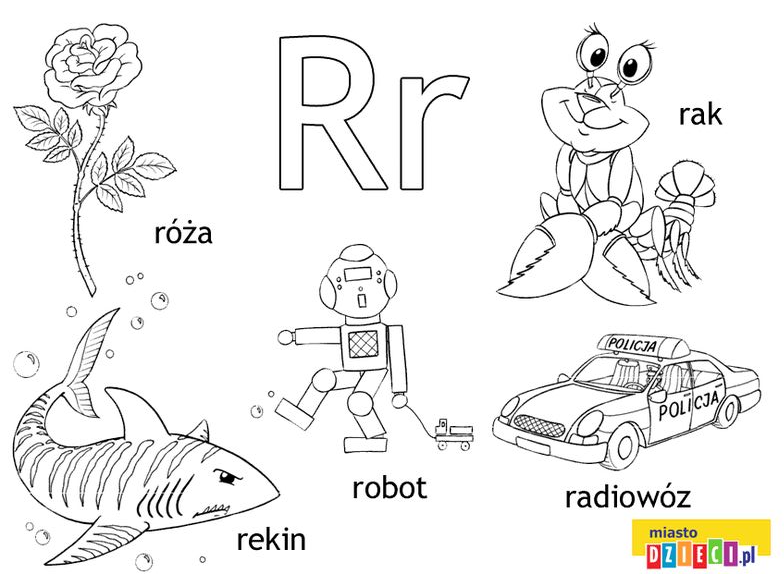 Rr
rak
róża
POLICJA
POLICJA
robot
radiowóz
rekin
miasto
DZIECI.pl